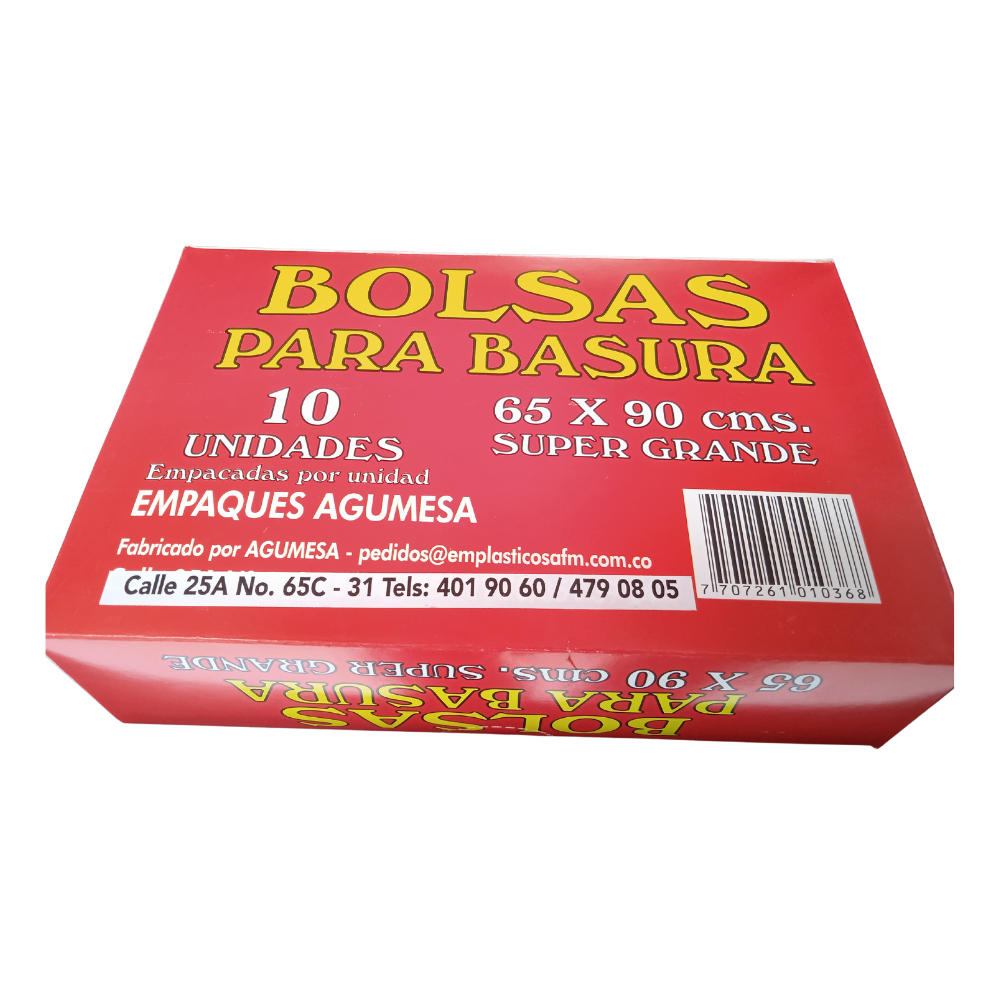 BOLSAS
PARA BASURA
10
UNIDADES
Empacadas por unidad
65 X 90 cms.
SUPER GRANDE
EMPAQUES AGUMESA
Fabricado por AGUMESA - pedidos@emplasticosafm.com.co
Calle 25A No. 65C - 31 Tels: 401 90 60 / 479 08 05
7 707261 010368
65 X 90 cms. SUPER GRANDE
PARA BASURA
BOLSAS